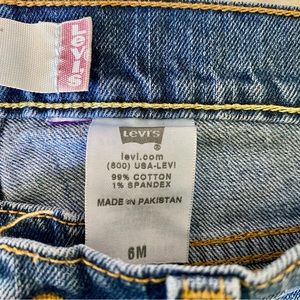 LEVI'S
LEVI'S
®
levi.com
(800) USA-LEVI
99% COTTON
1% SPANDEX
MADE IN PAKISTAN
6M